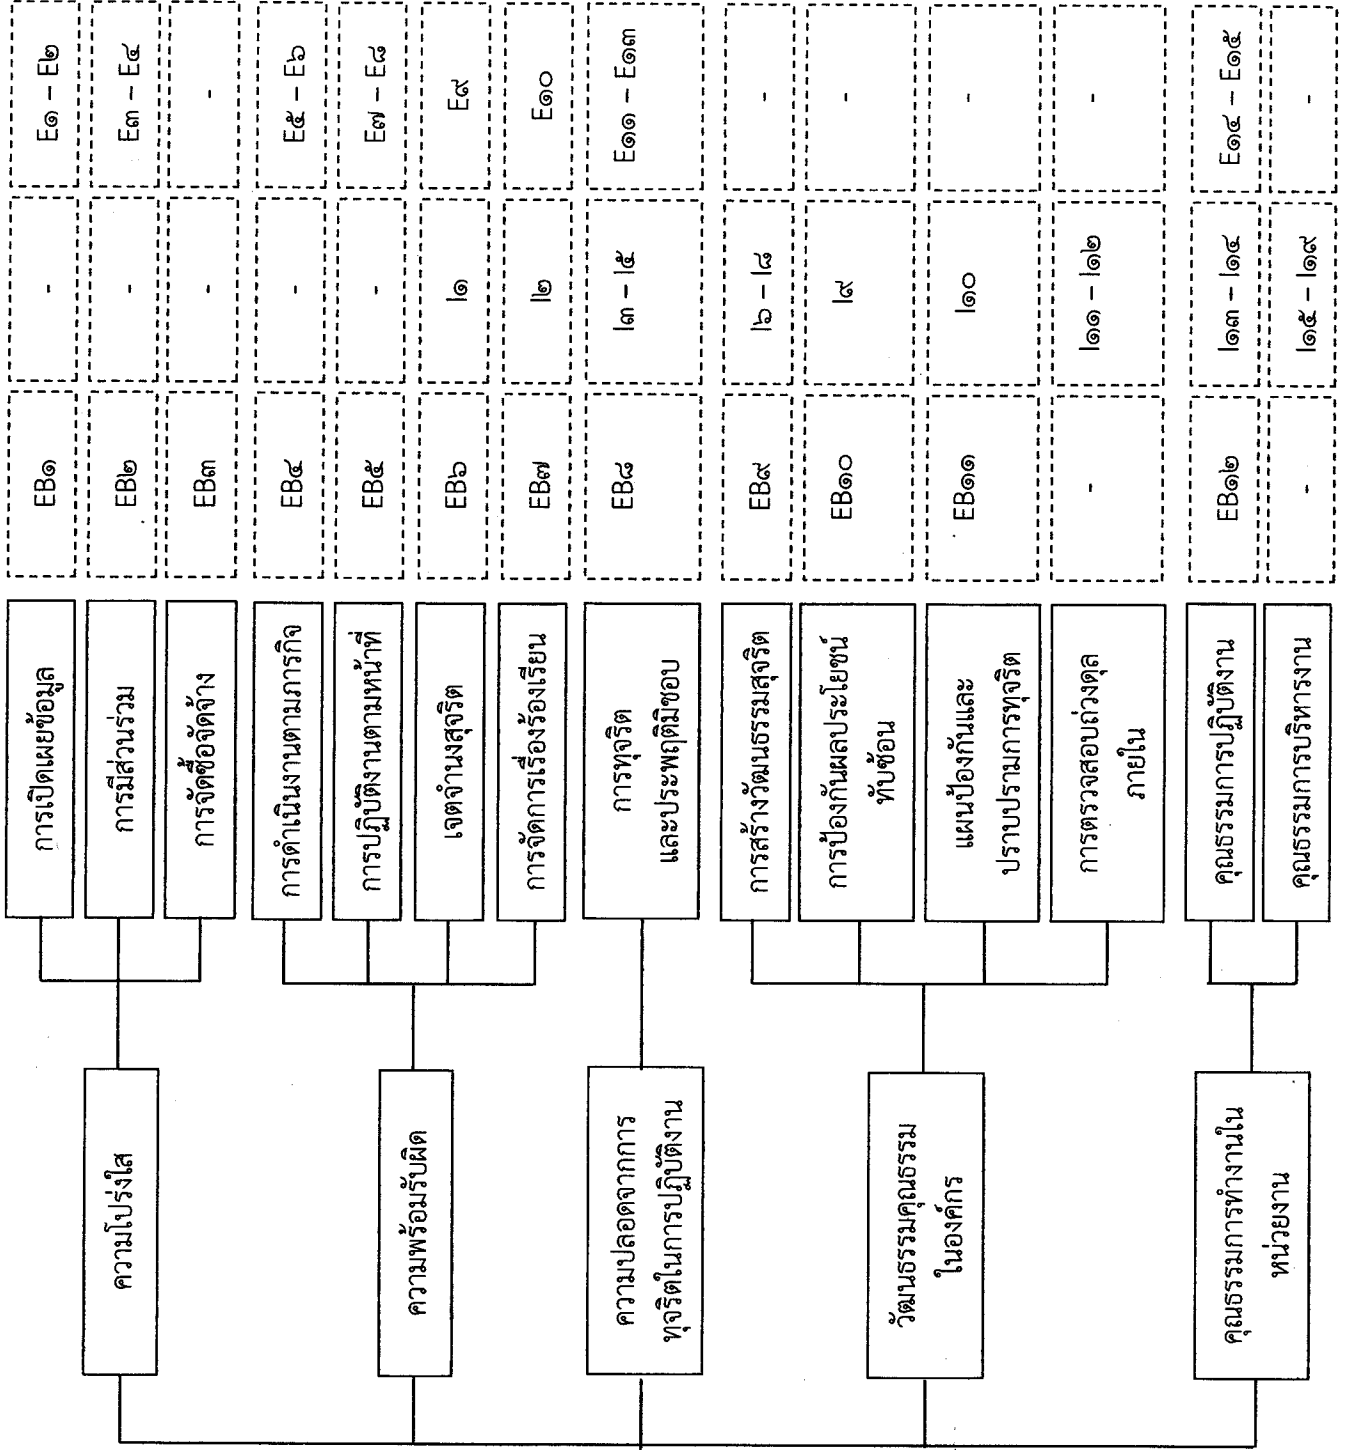 ความโปร่งใส
การเปิดเผยข้อมูล
EB๑
-
E๑ – E๒
การมีส่วนร่วม
EB๒
-
E๓ – E๔
การจัดซื้อจัดจ้าง
EB๓
-
-
ความพร้อมรับผิด
การดำเนินงานตามภารกิจ
EB๔
-
E๕ – E๖
การปฏิบัติงานตามหน้าที่
EB๕
-
E๗ – E๘
เจตจำนงสุจริต
EB๖
I๑
E๙
การจัดการเรื่องร้องเรียน
EB๗
I๒
E๑๐
ความปลอดจากการ
ทุจริตในการปฏิบัติงาน
การทุจริต
และประพฤติมิชอบ
EB๘
I๓ – I๕
E๑๑ – E๑๓
วัฒนธรรมคุณธรรม
ในองค์กร
การสร้างวัฒนธรรมสุจริต
EB๙
I๖ – I๘
-
การป้องกันผลประโยชน์
ทับซ้อน
EB๑๐
I๙
-
แผนป้องกันและ
ปราบปรามการทุจริต
EB๑๑
I๑๐
-
การตรวจสอบถ่วงดุล
ภายใน
-
I๑๑ – I๑๒
-
คุณธรรมการทำงานใน
หน่วยงาน
คุณธรรมการปฏิบัติงาน
EB๑๒
I๑๓ – I๑๔
E๑๔ – E๑๕
คุณธรรมการบริหารงาน
-
I๑๕ – I๑๙
-